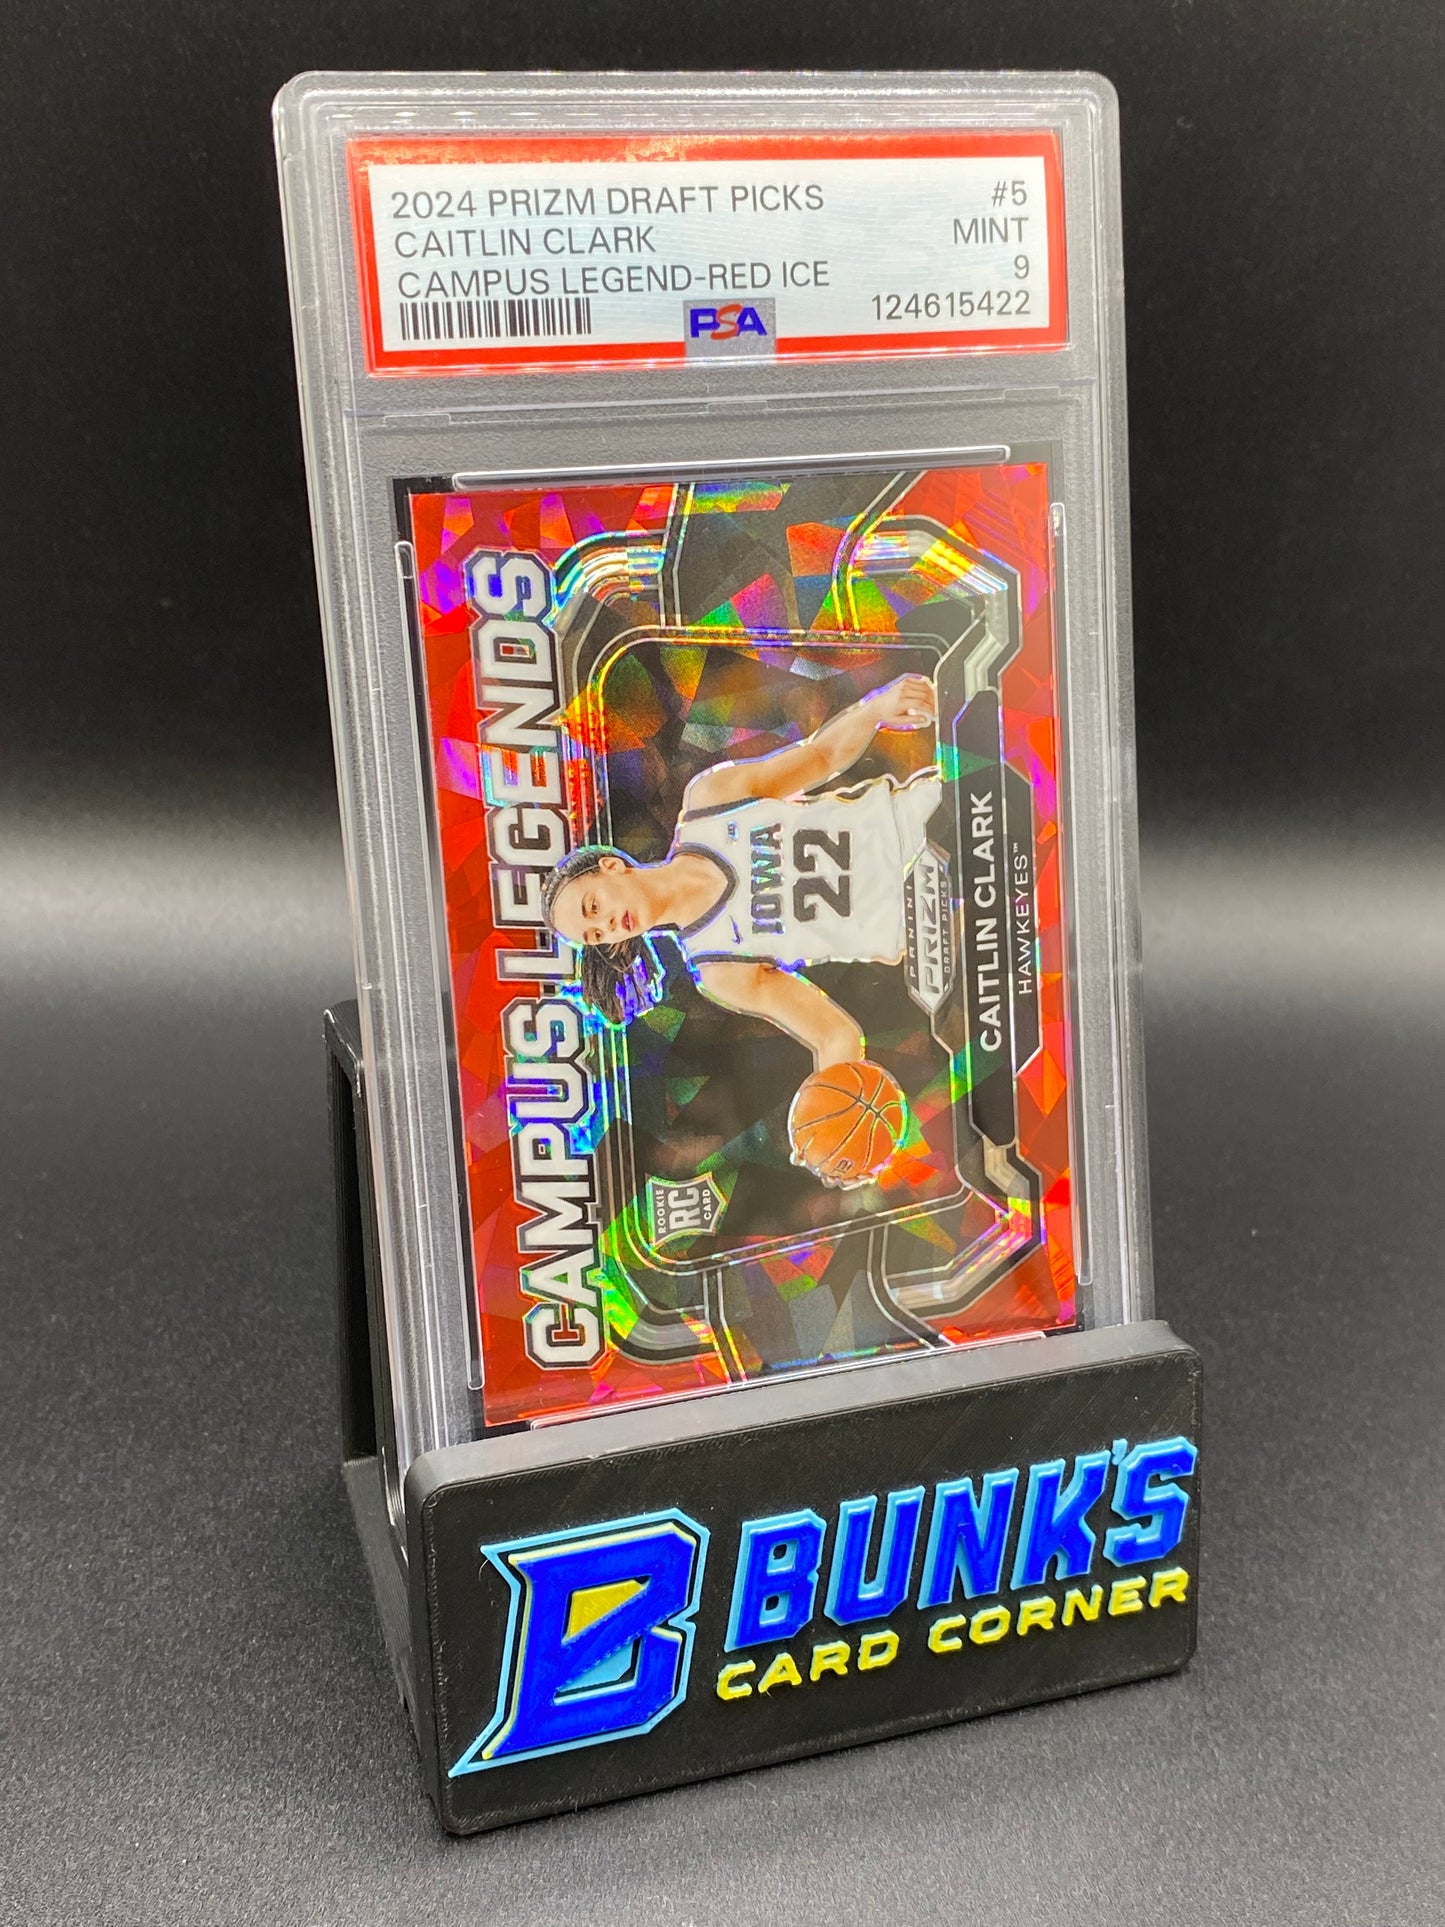 2024 PRIZM DRAFT PICKS #5
CAITLIN CLARK MINT
CAMPUS LEGEND-RED ICE 9
PSA 124615422
CAMPUS LEGENDS
IOWA
22
ROOKIE
RC
CARD
PANINI
PRIZM
DRAFT PICKS
CAITLIN CLARK
HAWKEYES™
B BUNK'S
CARD CORNER